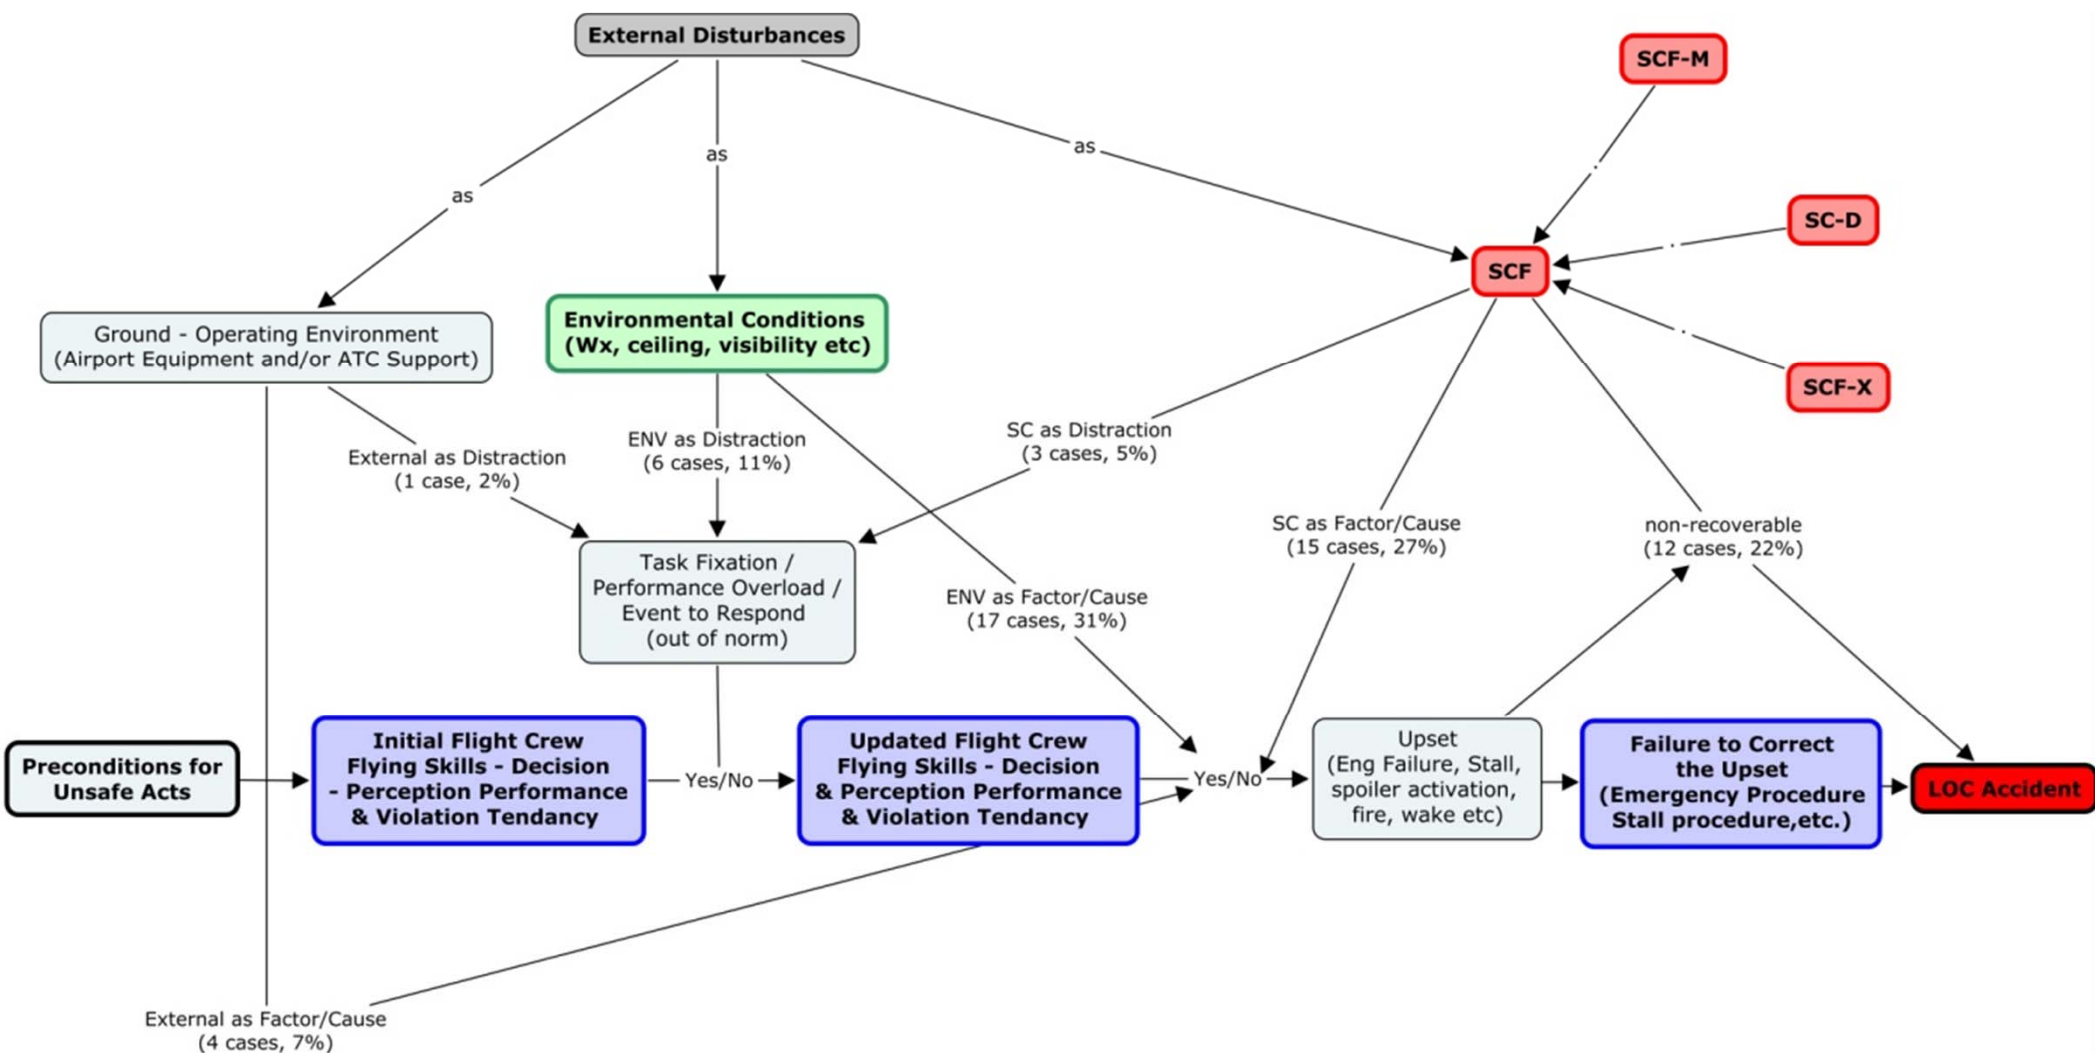 External Disturbances
SCF-M
as
as
as
SC-D
SCF
Ground - Operating Environment
(Airport Equipment and/or ATC Support)
Environmental Conditions
(Wx, ceiling, visibility etc)
SCF-X
External as Distraction
(1 case, 2%)
ENV as Distraction
(6 cases, 11%)
SC as Distraction
(3 cases, 5%)
SC as Factor/Cause
(15 cases, 27%)
non-recoverable
(12 cases, 22%)
Task Fixation /
Performance Overload /
Event to Respond
(out of norm)
ENV as Factor/Cause
(17 cases, 31%)
Preconditions for
Unsafe Acts
Initial Flight Crew
Flying Skills - Decision
- Perception Performance
& Violation Tendancy
Yes/No
Updated Flight Crew
Flying Skills - Decision
& Perception Performance
& Violation Tendancy
Yes/No
Upset
(Eng Failure, Stall,
spoiler activation,
fire, wake etc)
Failure to Correct
the Upset
(Emergency Procedure
Stall procedure,etc.)
LOC Accident
External as Factor/Cause
(4 cases, 7%)